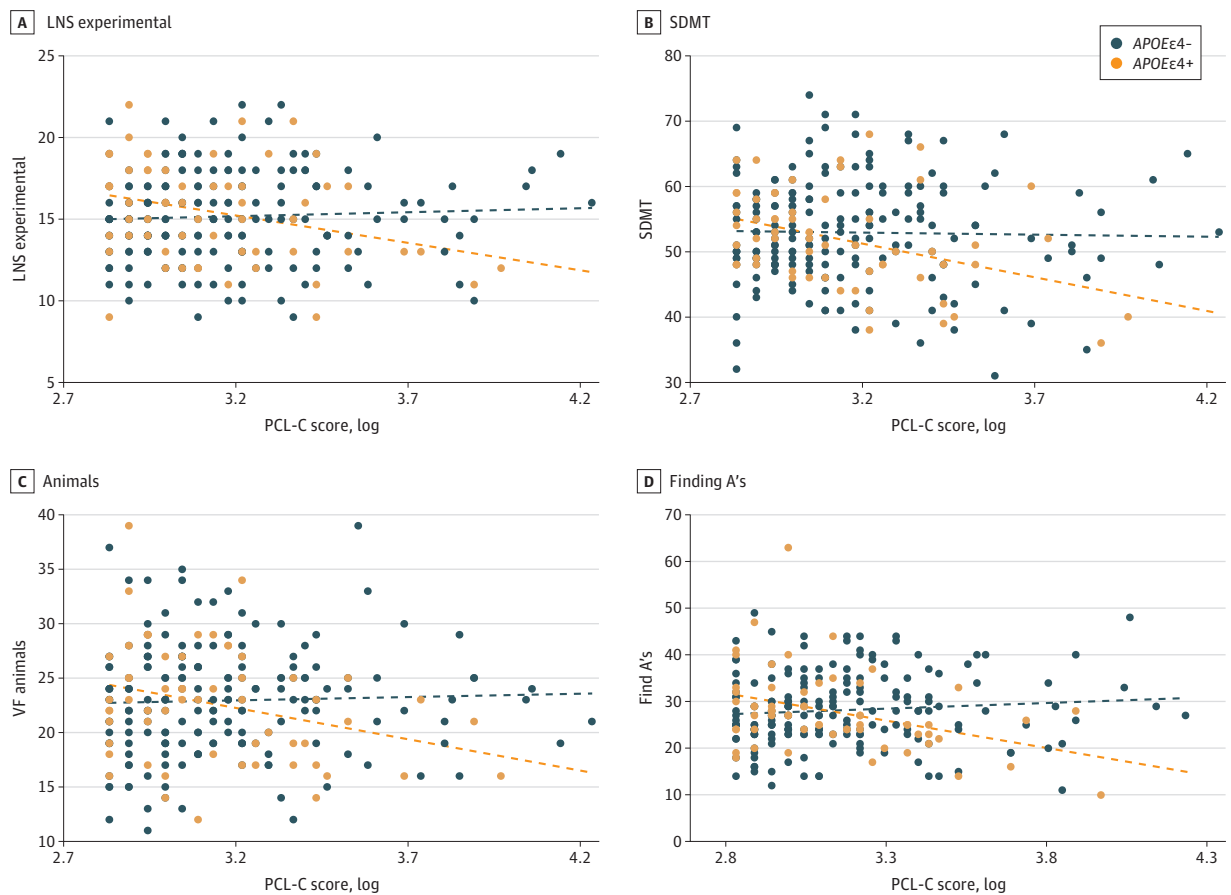 A LNS experimental
25
20
15
10
5
LNS experimental
2.7 3.2 3.7 4.2
PCL-C score, log
B SDMT
APOEε4-
APOEε4+
80
70
60
50
40
30
SDMT
2.7 3.2 3.7 4.2
PCL-C score, log
C Animals
40
35
30
25
20
15
10
VF animals
2.7 3.2 3.7 4.2
PCL-C score, log
D Finding A's
70
60
50
40
30
20
10
0
Find A's
2.8 3.3 3.8 4.3
PCL-C score, log